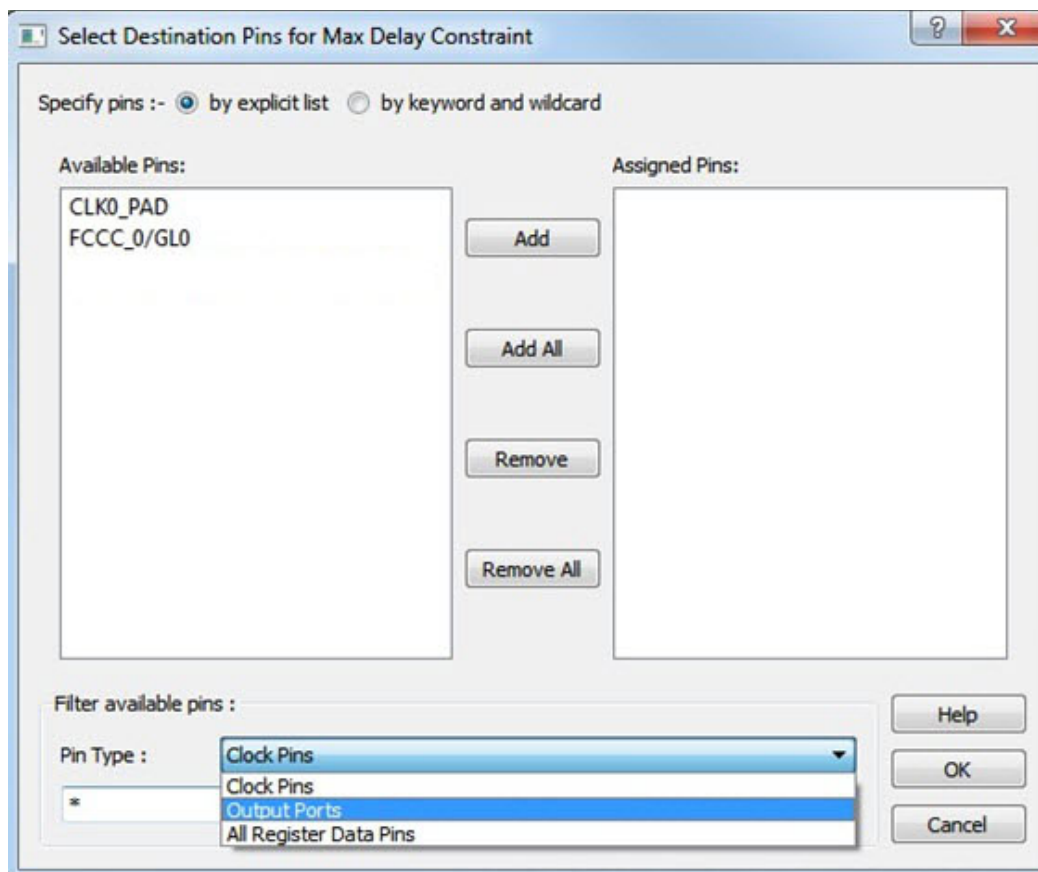 Select Destination Pins for Max Delay Constraint
Specify pins :- by explicit list by keyword and wildcard
Available Pins:
Assigned Pins:
CLK0_PAD
FCCC_0/GL0
Add
Add All
Remove
Remove All
Filter available pins :
Pin Type :
Clock Pins
Clock Pins
Output Ports
All Register Data Pins
*
Help
OK
Cancel